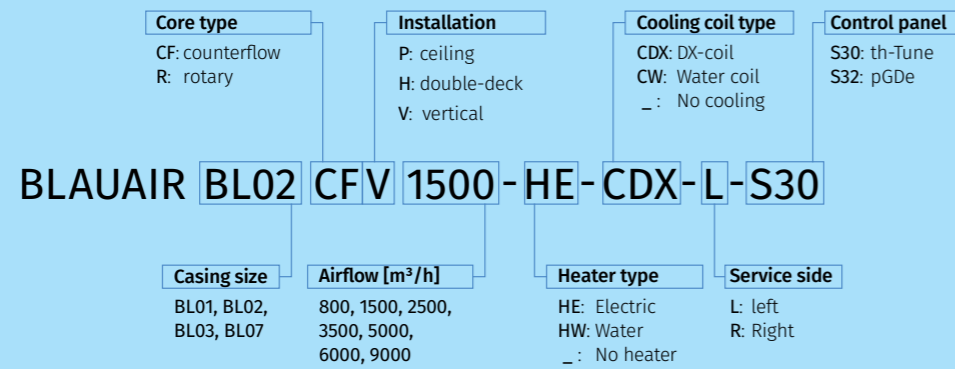 Core type
CF: counterflow
R: rotary
Installation
P: ceiling
H: double-deck
V: vertical
Cooling coil type
CDX: DX-coil
CW: Water coil
_ : No cooling
Control panel
S30: th-Tune
S32: pGDe
BLAUAIR BL02 CFV 1500-HE-CDX-L-S30
Casing size
BL01, BL02,
BL03, BL07
Airflow [m³/h]
800, 1500, 2500,
3500, 5000,
6000, 9000
Heater type
HE: Electric
HW: Water
_ : No heater
Service side
L: left
R: Right